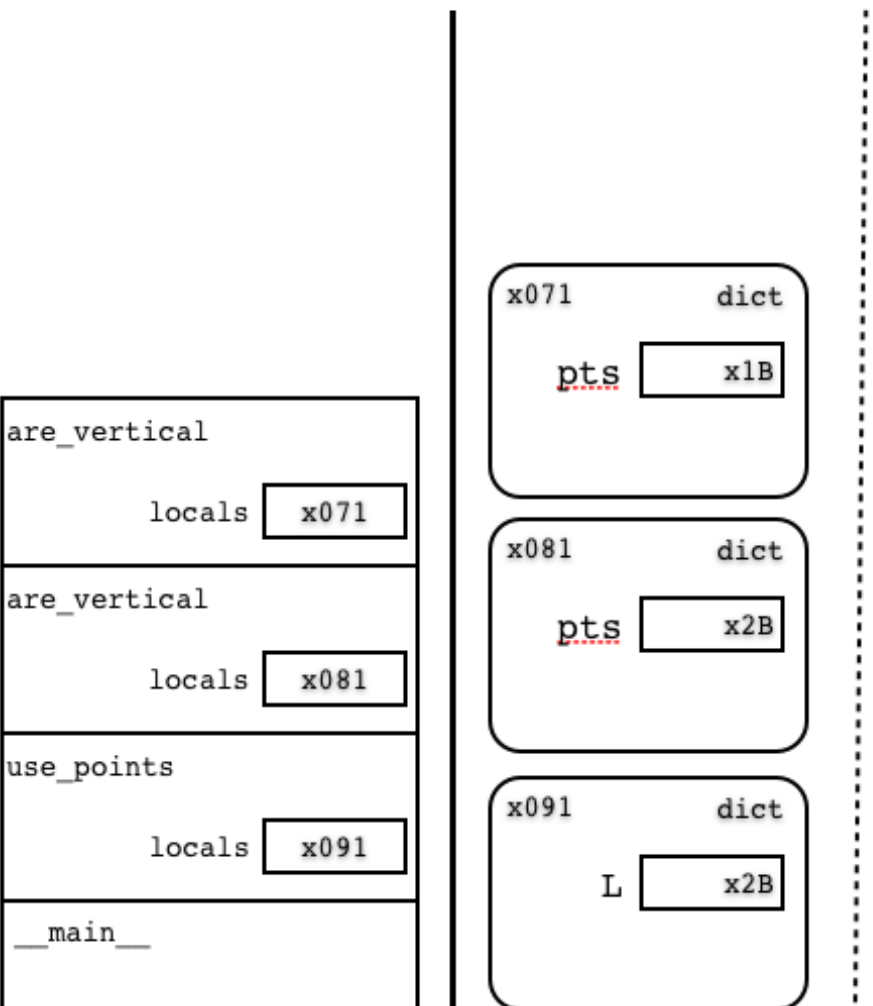 are_vertical
locals x071
are_vertical
locals x081
use_points
locals x091
__main__
x071 dict
pts x1B
x081 dict
pts x2B
x091 dict
L x2B